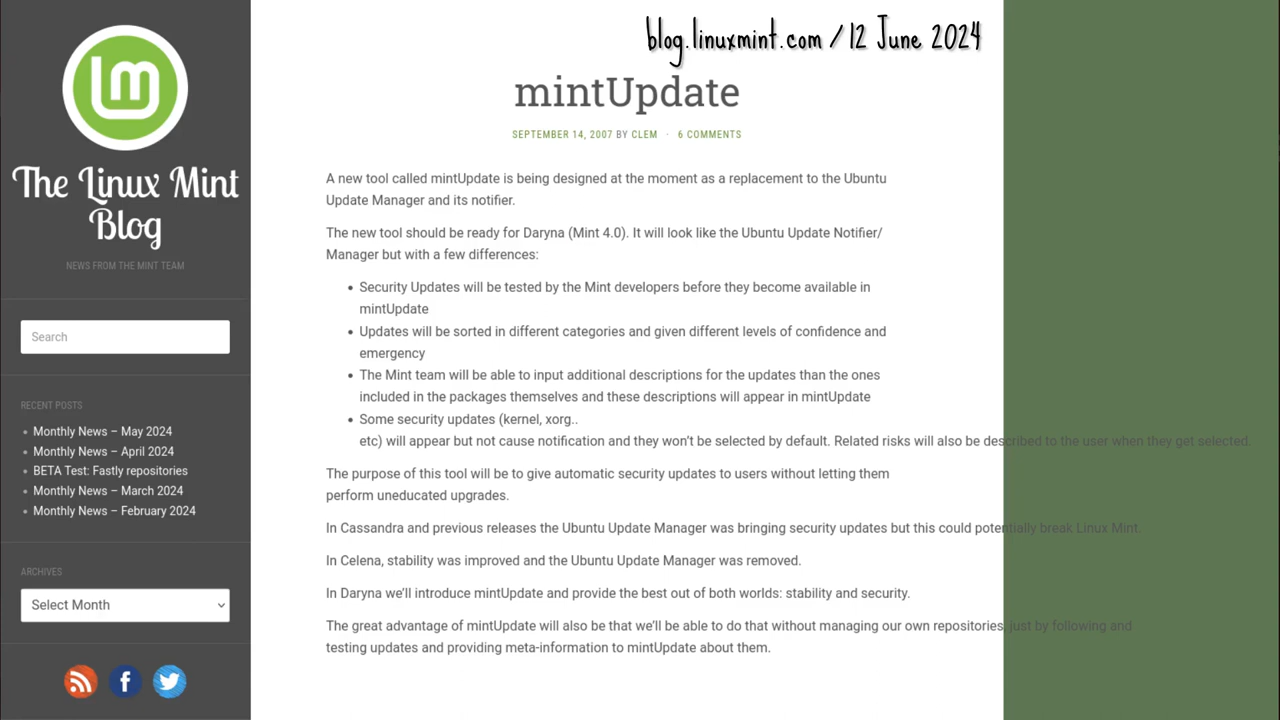 blog.linuxmint.com / 12 June 2024
The Linux Mint
Blog
NEWS FROM THE MINT TEAM
Search
RECENT POSTS
Monthly News – May 2024
Monthly News – April 2024
BETA Test: Fastly repositories
Monthly News – March 2024
Monthly News – February 2024
ARCHIVES
Select Month
mintUpdate
SEPTEMBER 14, 2007 BY CLEM · 6 COMMENTS
A new tool called mintUpdate is being designed at the moment as a replacement to the Ubuntu
Update Manager and its notifier.
The new tool should be ready for Daryna (Mint 4.0). It will look like the Ubuntu Update Notifier/
Manager but with a few differences:
• Security Updates will be tested by the Mint developers before they become available in
mintUpdate
• Updates will be sorted in different categories and given different levels of confidence and
emergency
• The Mint team will be able to input additional descriptions for the updates than the ones
included in the packages themselves and these descriptions will appear in mintUpdate
• Some security updates (kernel, xorg..
etc) will appear but not cause notification and they won't be selected by default. Related risks will also be described to the user when they get selected.
The purpose of this tool will be to give automatic security updates to users without letting them
perform uneducated upgrades.
In Cassandra and previous releases the Ubuntu Update Manager was bringing security updates but this could potentially break Linux Mint.
In Celena, stability was improved and the Ubuntu Update Manager was removed.
In Daryna we'll introduce mintUpdate and provide the best out of both worlds: stability and security.
The great advantage of mintUpdate will also be that we'll be able to do that without managing our own repositories, just by following and
testing updates and providing meta-information to mintUpdate about them.